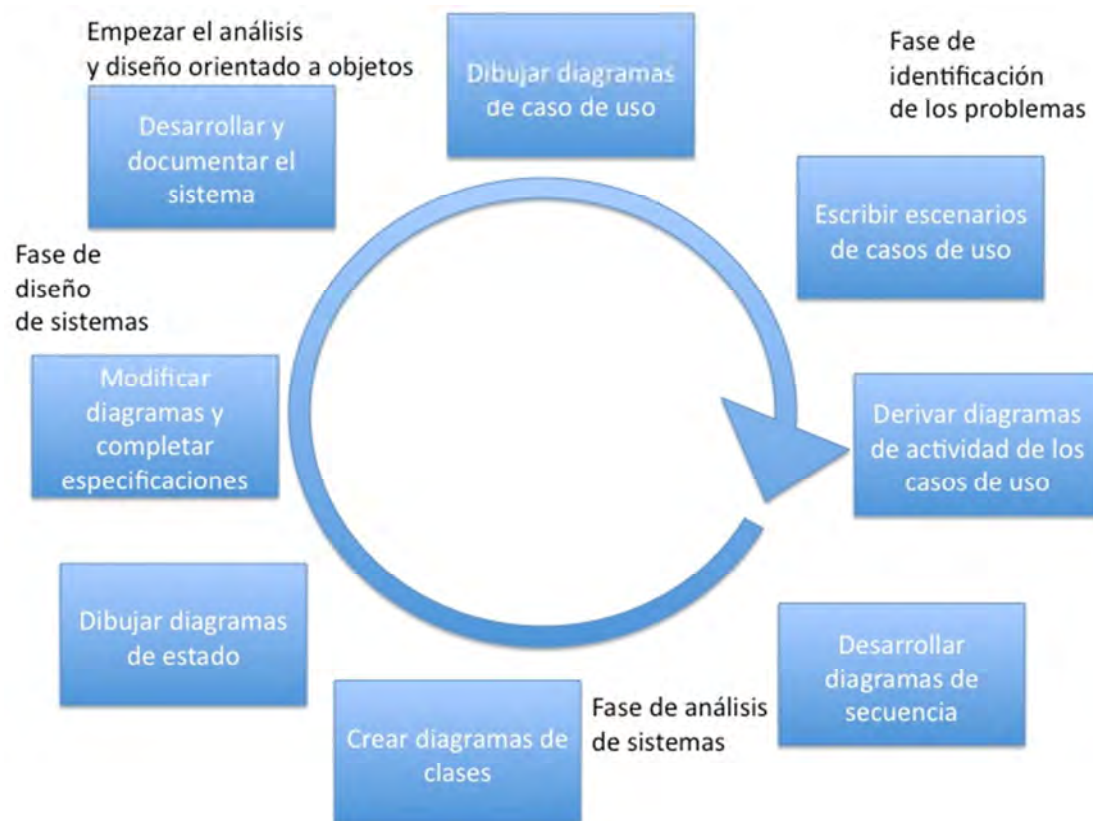 Empezar el análisis
y diseño orientado a objetos
Dibujar diagramas
de caso de uso
Fase de
identificación
de los problemas
Desarrollar y
documentar el
sistema
Escribir escenarios
de casos de uso
Fase de
diseño
de sistemas
Modificar
diagramas y
completar
especificaciones
Derivar diagramas
de actividad de los
casos de uso
Dibujar diagramas
de estado
Desarrollar
diagramas de
secuencia
Crear diagramas de
clases
Fase de análisis
de sistemas